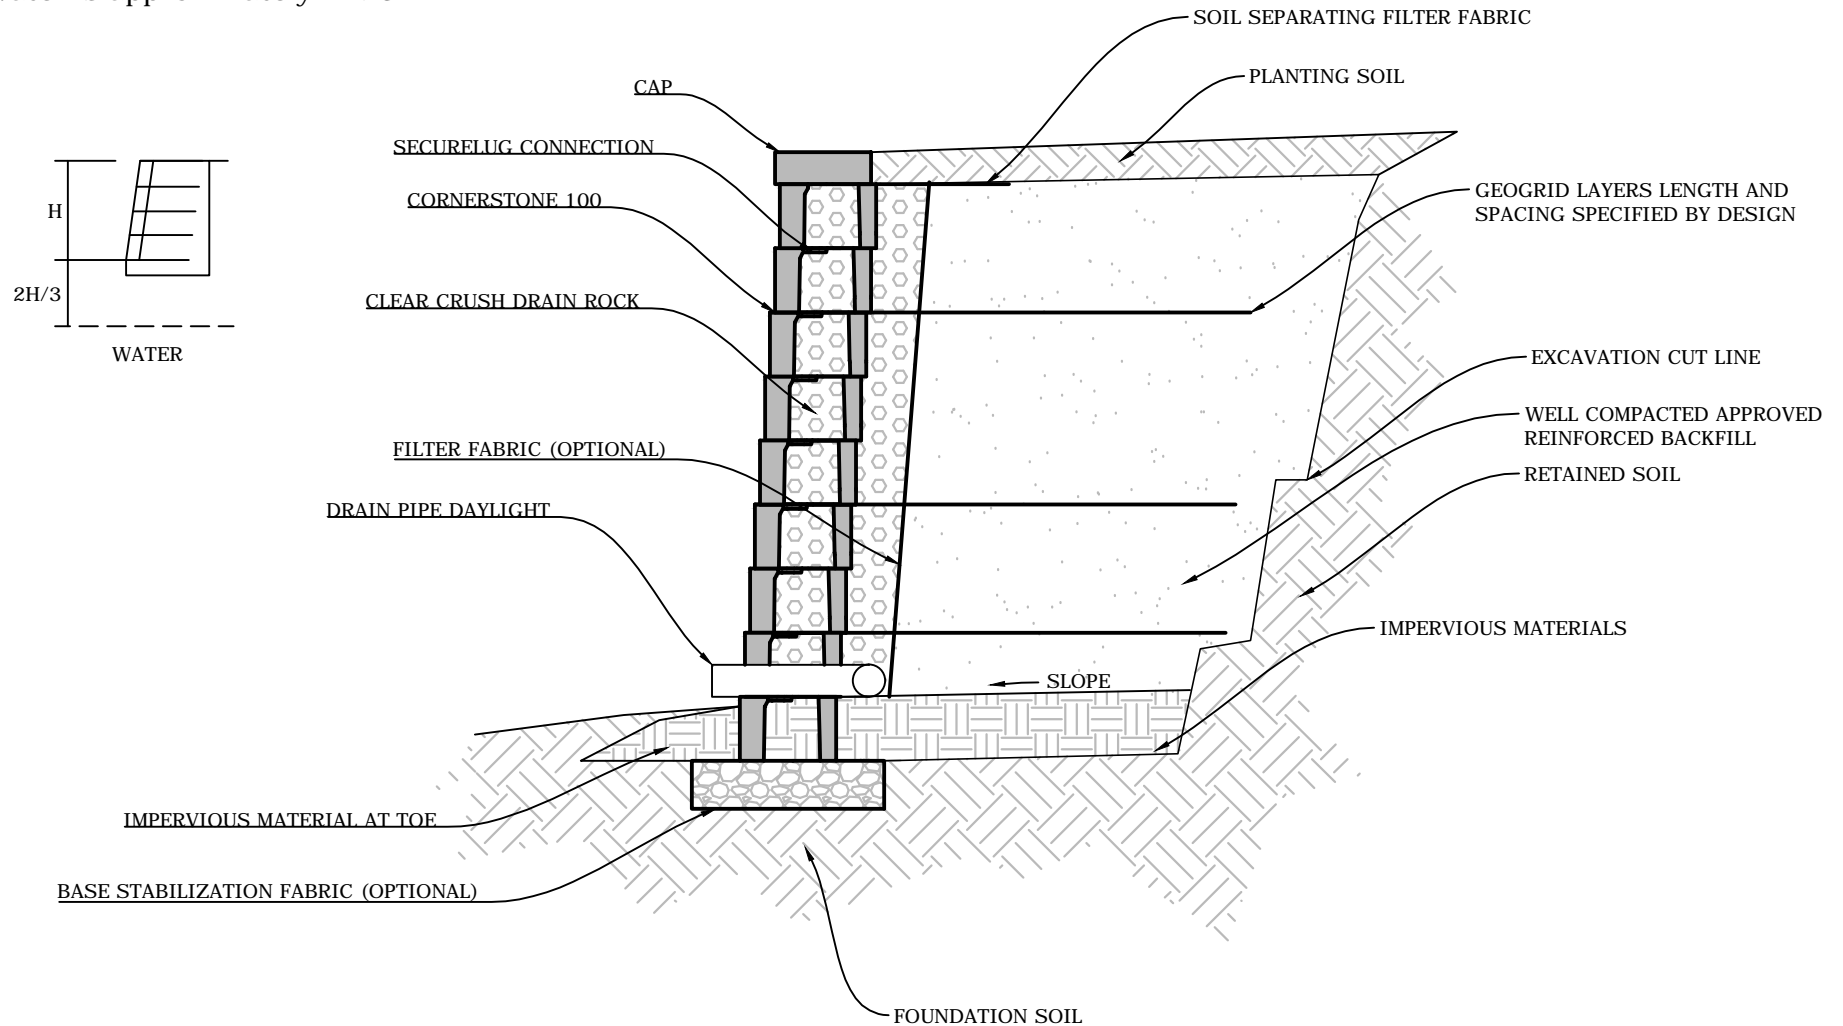 SOIL SEPARATING FILTER FABRIC
PLANTING SOIL
CAP
SECURELUG CONNECTION
CORNERSTONE 100
GEOGRID LAYERS LENGTH AND
SPACING SPECIFIED BY DESIGN
H
2H/3
WATER
CLEAR CRUSH DRAIN ROCK
EXCAVATION CUT LINE
WELL COMPACTED APPROVED
REINFORCED BACKFILL
FILTER FABRIC (OPTIONAL)
RETAINED SOIL
DRAIN PIPE DAYLIGHT
IMPERVIOUS MATERIALS
SLOPE
IMPERVIOUS MATERIAL AT TOE
BASE STABILIZATION FABRIC (OPTIONAL)
FOUNDATION SOIL